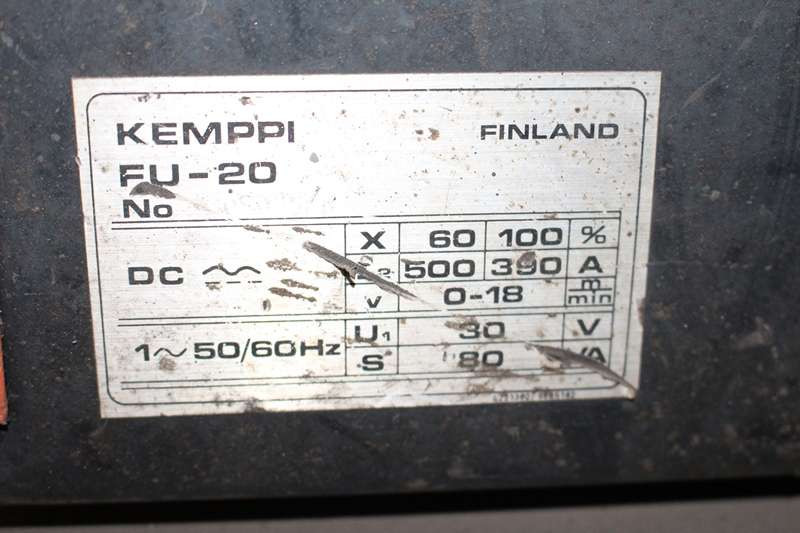 KEMPPI FINLAND
FU-20
No
X 60 100 %
DC 500 390 A
v 0-18 m/min
U1 30 V
1~50/60Hz
S 80 VA